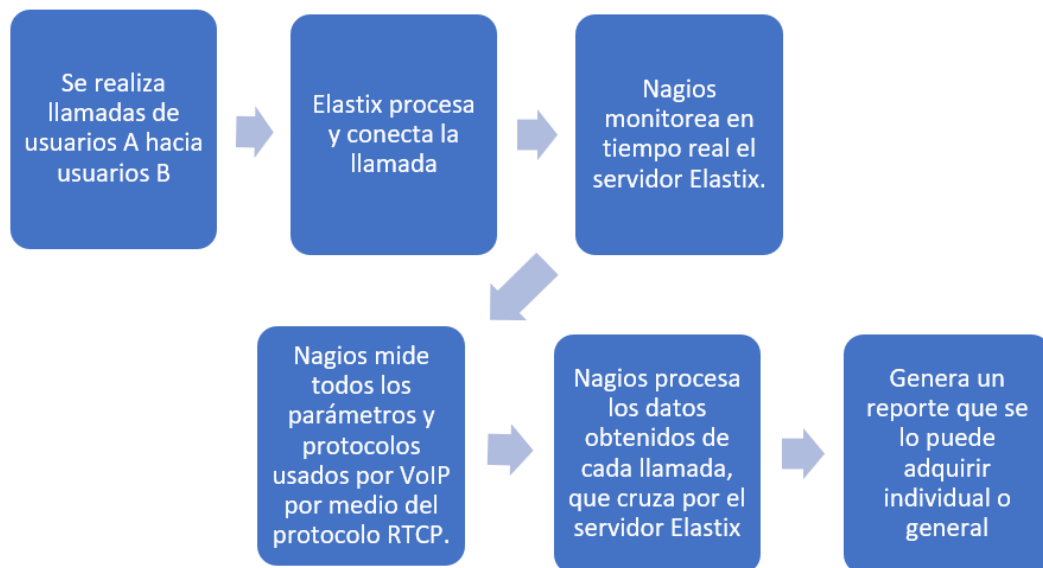 Se realiza
llamadas de
usuarios A hacia
usuarios B
Elastix procesa
y conecta la
llamada
Nagios
monitorea en
tiempo real el
servidor Elastix.
Nagios mide
todos los
parámetros y
protocolos
usados por VoIP
por medio del
protocolo RTCP.
Nagios procesa
los datos
obtenidos de
cada llamada,
que cruza por el
servidor Elastix
Genera un
reporte que se
lo puede
adquirir
individual o
general